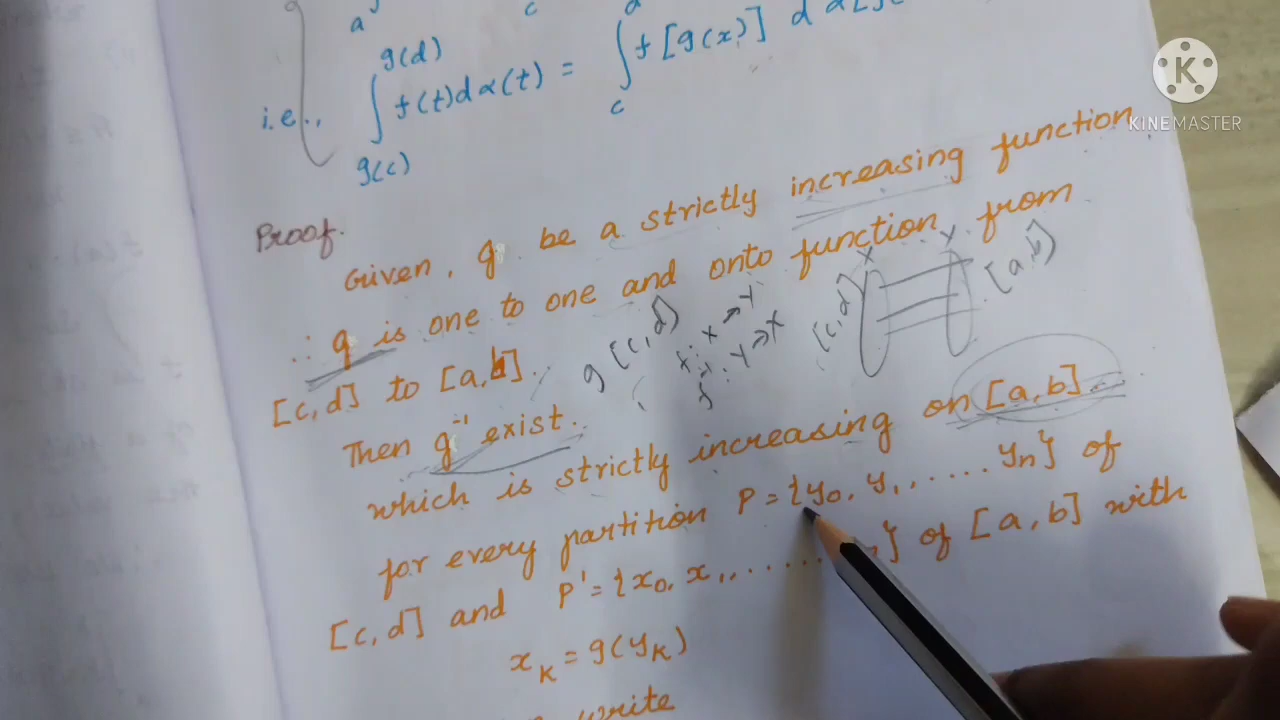 a c
g(d)
i.e., ∫ f(t)dα(t) = ∫ f[g(x)] d
g(c) c
Proof.
Given, g be a strictly increasing function
∴ g is one to one and onto function from
[c, d] to [a, b].
g [c, d]
x → y
y → x
[c, d]
x
y
[a, b]
Then g⁻¹ exist.
which is strictly increasing on [a, b]
for every partition P = {y₀, y₁, ...... yₙ} of
[c, d] and P' = {x₀, x₁, ...... ₙ} of [a, b] with
xₖ = g(yₖ)
write
K
KINEMASTER